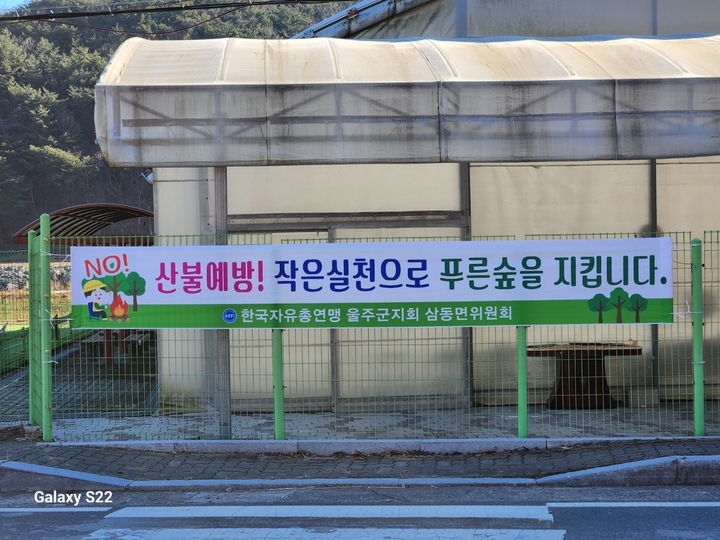 NO!
산불예방! 작은실천으로 푸른숲을 지킵니다.
한국자유총연맹 울주군지회 삼동면위원회
Galaxy S22